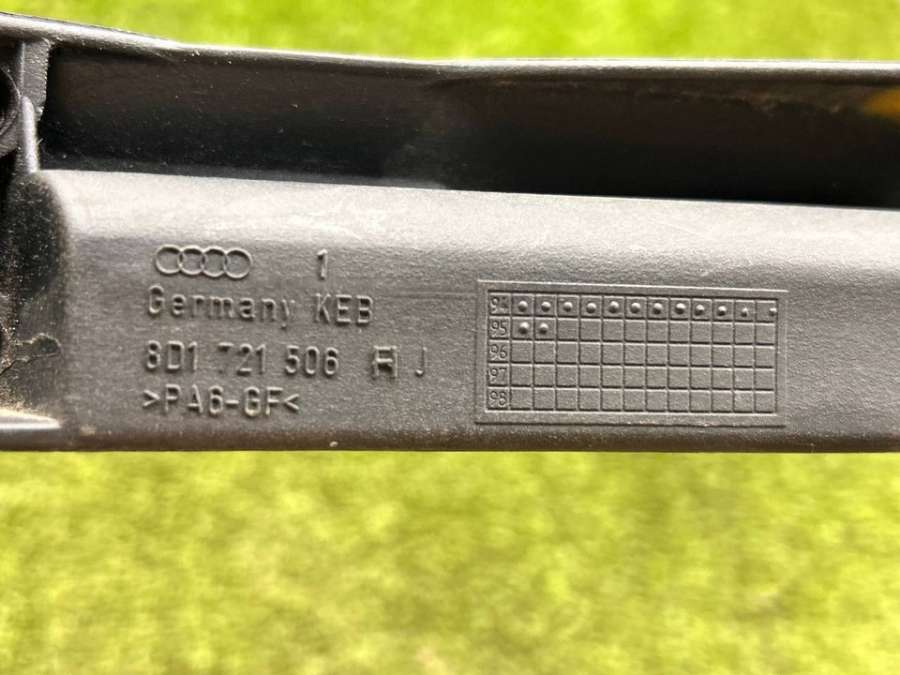 1
Germany KEB
8D1 721 506 J
>PA6-GF<
94
95
96
97
98